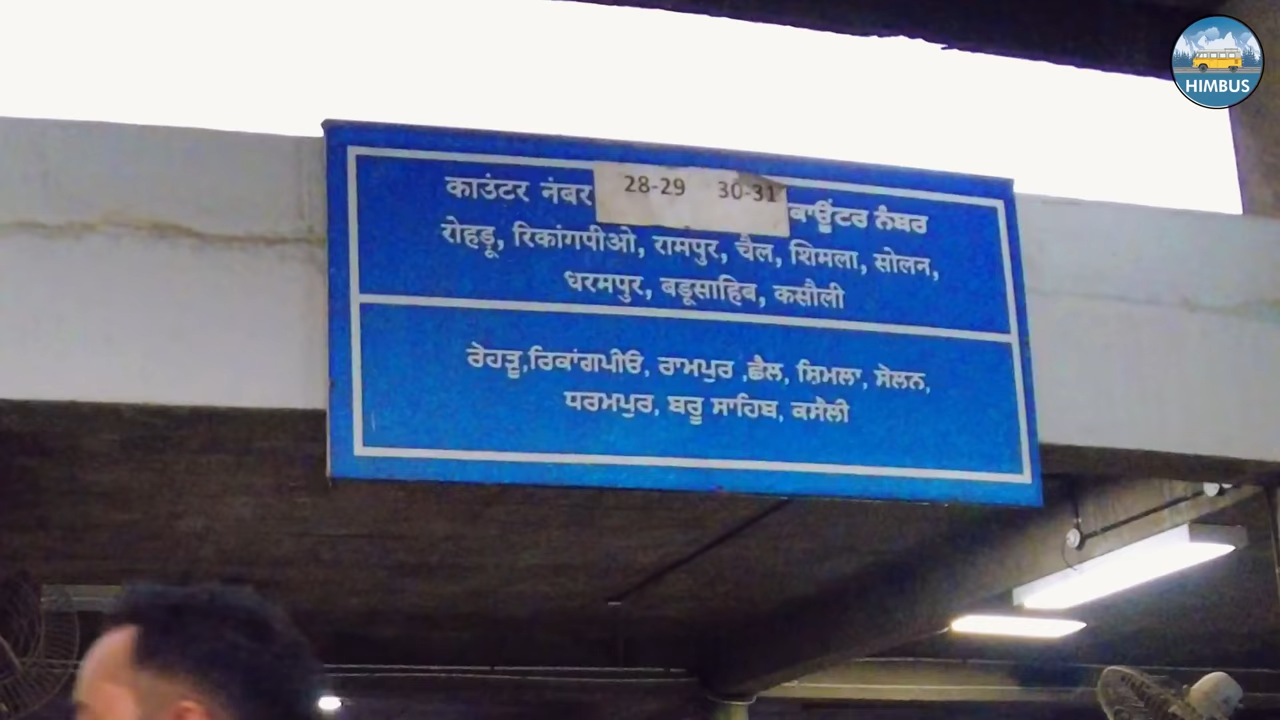 HIMBUS
काउंटर नंबर 28-29 30-31 ਕਾਊਂਟਰ ਨੰਬਰ
रोहड़ू, रिकांगपीओ, रामपुर, चैल, शिमला, सोलन,
धरमपुर, बडूसाहिब, कसौली
ਰੋਹੜੂ,ਰਿਕਾਂਗਪੀਓ, ਰਾਮਪੁਰ ,ਛੈਲ, ਸ਼ਿਮਲਾ, ਸੋਲਨ,
ਧਰਮਪੁਰ, ਬਰੂ ਸਾਹਿਬ, ਕਸੌਲੀ